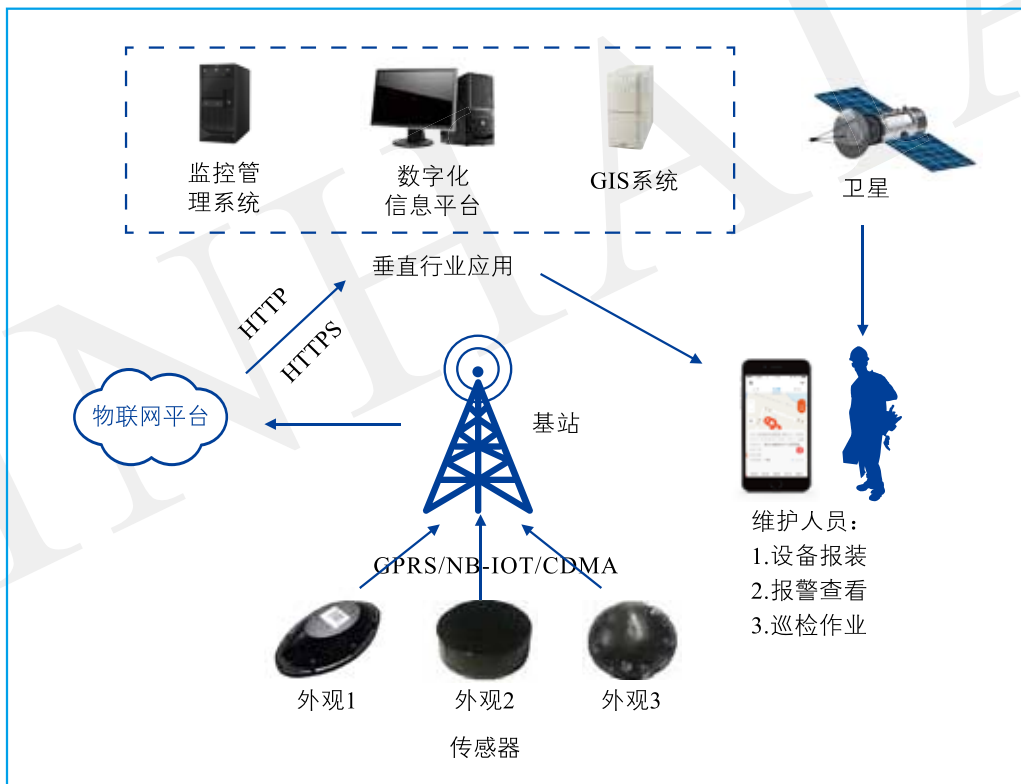 监控管
理系统
数字化
信息平台
GIS系统
卫星
垂直行业应用
HTTP
HTTPS
物联网平台
基站
GPRS/NB-IOT/CDMA
维护人员：
1.设备报装
2.报警查看
3.巡检作业
外观1
外观2
外观3
传感器